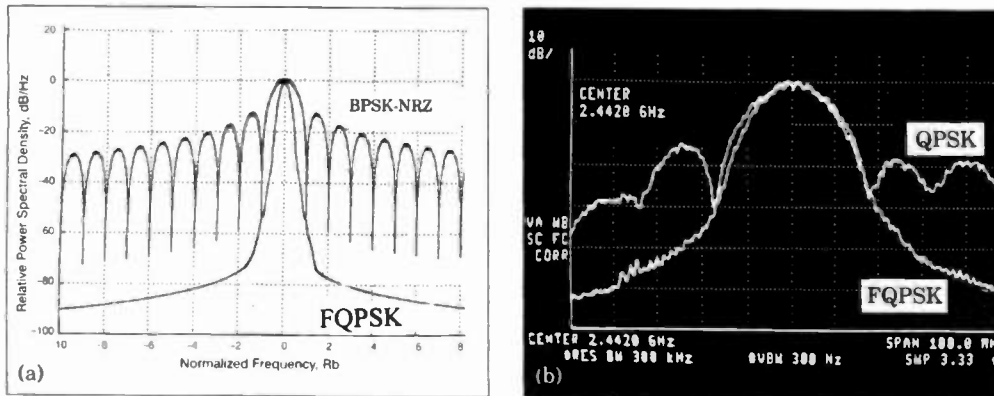 20
0
-20
-40
-60
-80
-100
Relative Power Spectral Density, dB/Hz
BPSK-NRZ
FQPSK
10 -8 -6 -4 -2 0 2 4 6 8
Normalized Frequency, Rb
(a)
10
dB/
CENTER
2.4420 GHz
QPSK
VA WB
SC FC
CORR
FQPSK
CENTER 2.4420 GHz
SPAN 100.0
RES BW 300 kHz
VBW 300 Hz
SWP 3.33
(b)